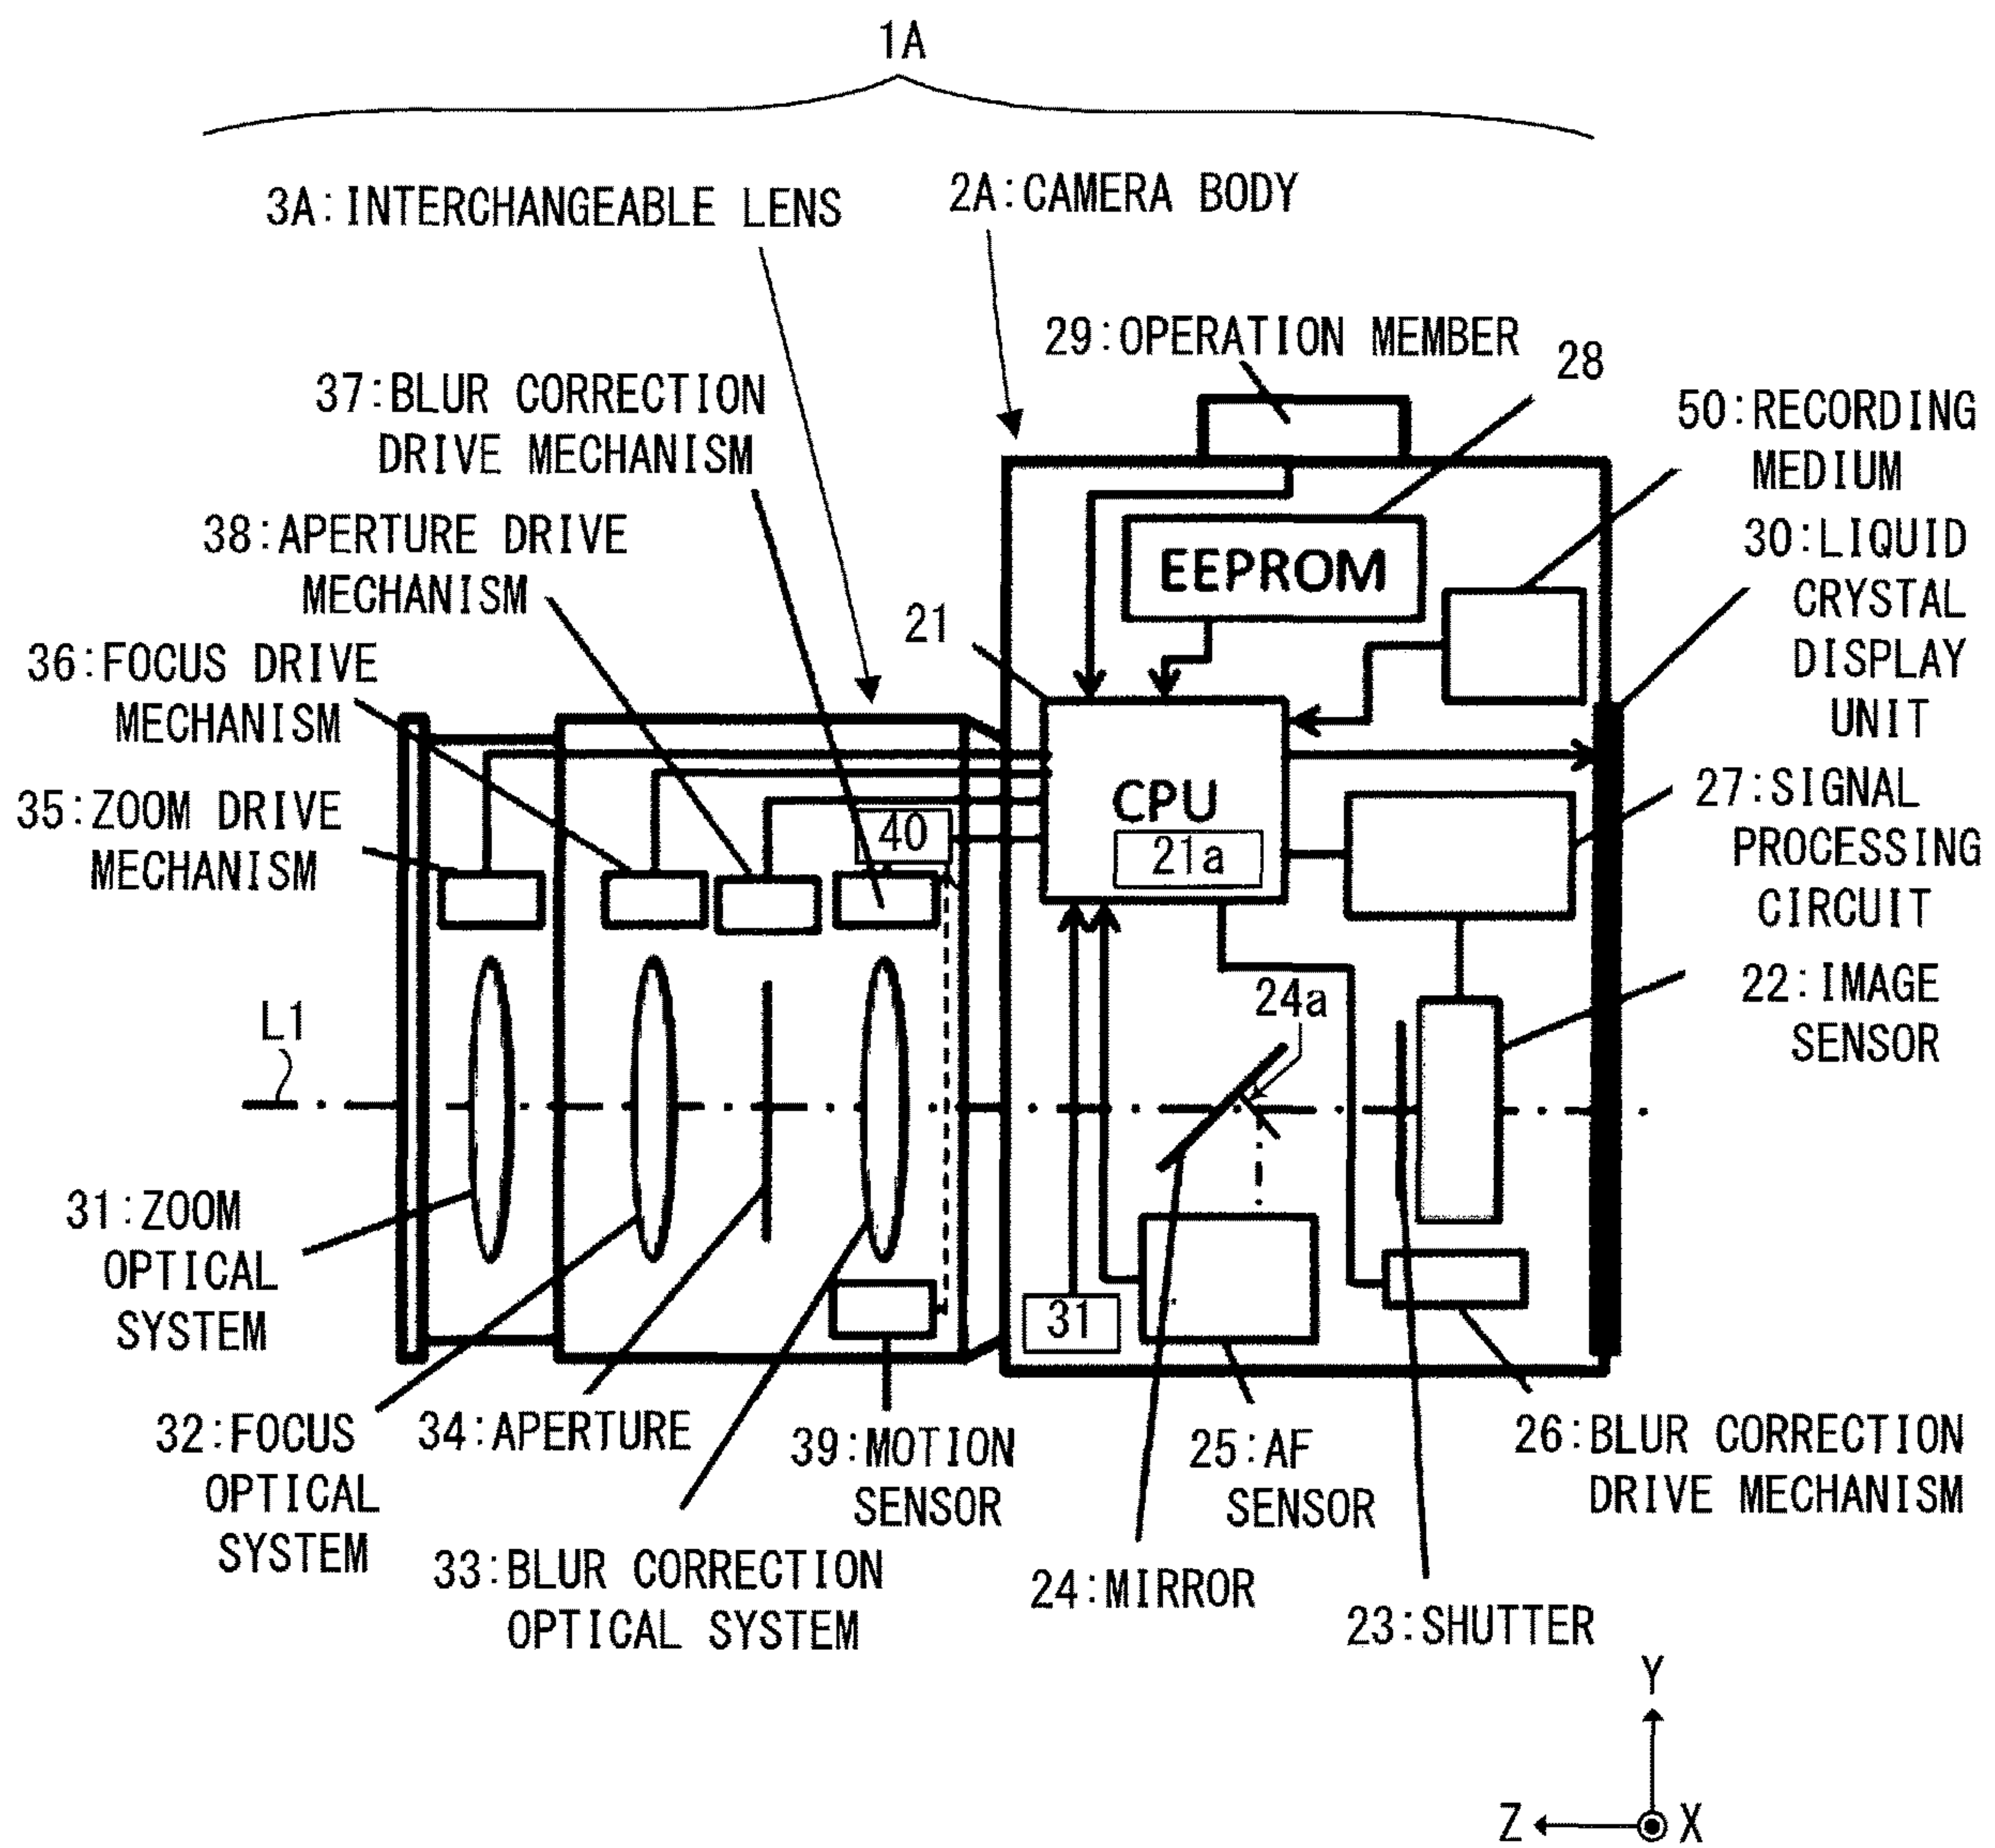 1A
3A:INTERCHANGEABLE LENS
2A:CAMERA BODY
29:OPERATION MEMBER
28
37:BLUR CORRECTION
DRIVE MECHANISM
50:RECORDING
MEDIUM
38:APERTURE DRIVE
MECHANISM
30:LIQUID
CRYSTAL
DISPLAY
UNIT
EEPROM
21
36:FOCUS DRIVE
MECHANISM
35:ZOOM DRIVE
MECHANISM
CPU
21a
40
27:SIGNAL
PROCESSING
CIRCUIT
22:IMAGE
SENSOR
24a
L1
31:ZOOM
OPTICAL
SYSTEM
31
32:FOCUS
OPTICAL
SYSTEM
34:APERTURE
39:MOTION
SENSOR
25:AF
SENSOR
26:BLUR CORRECTION
DRIVE MECHANISM
33:BLUR CORRECTION
OPTICAL SYSTEM
24:MIRROR
23:SHUTTER
Y
Z
X